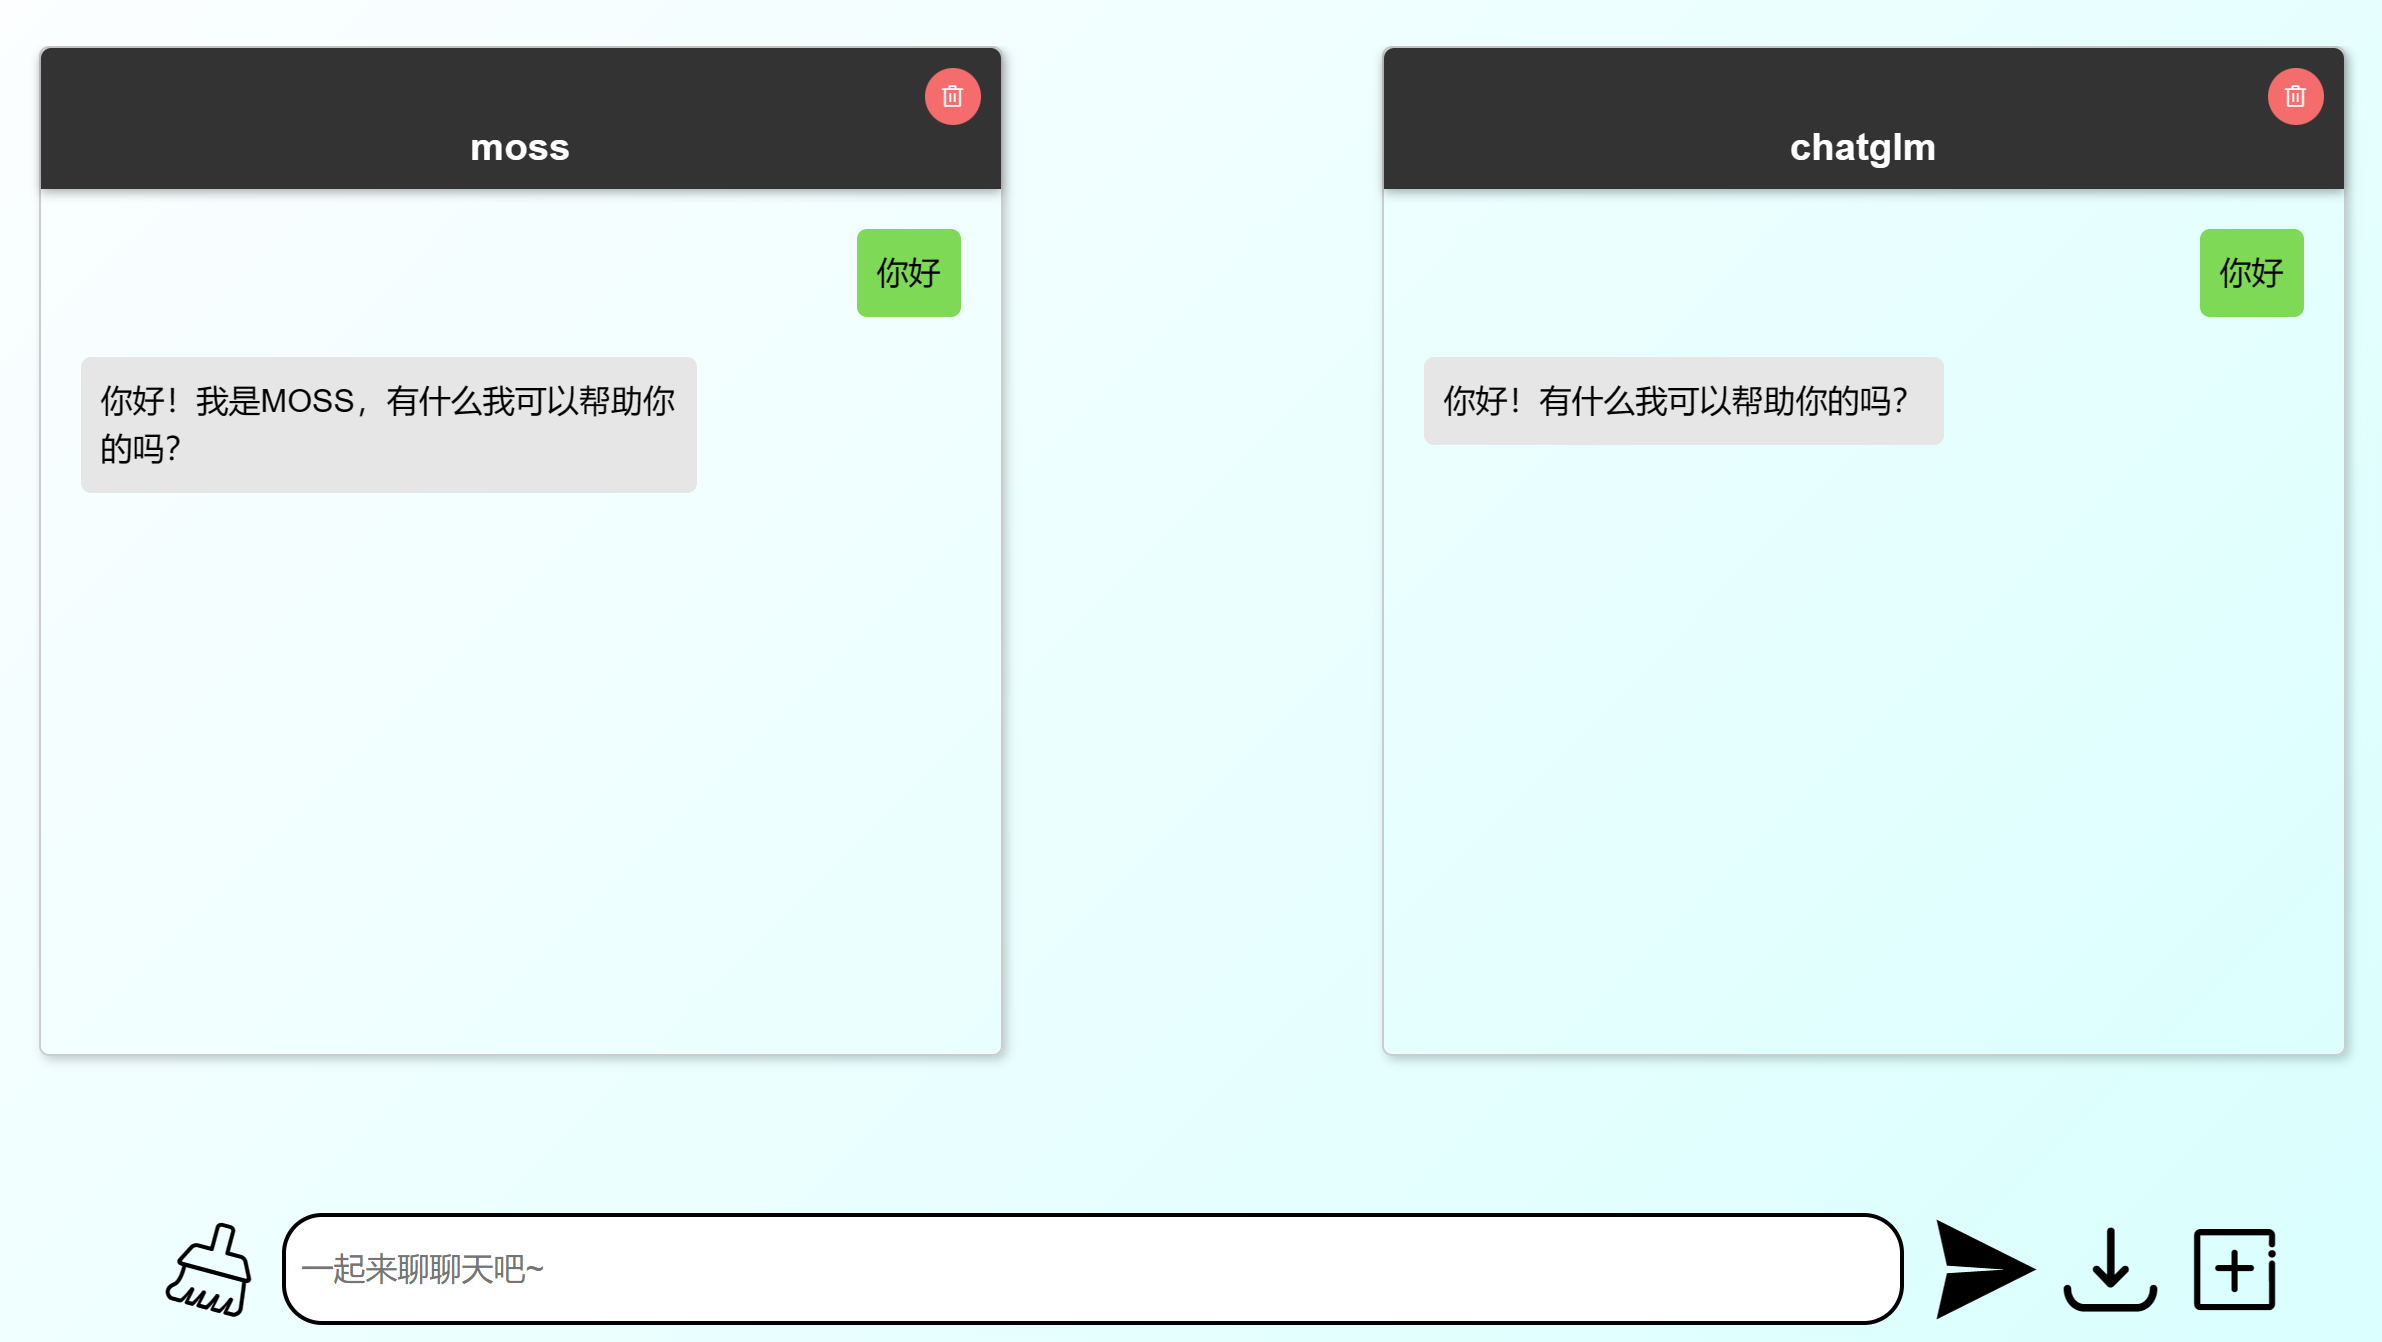 moss
你好
你好！我是MOSS，有什么我可以帮助你
的吗？
chatglm
你好
你好！有什么我可以帮助你的吗？
一起来聊聊天吧~